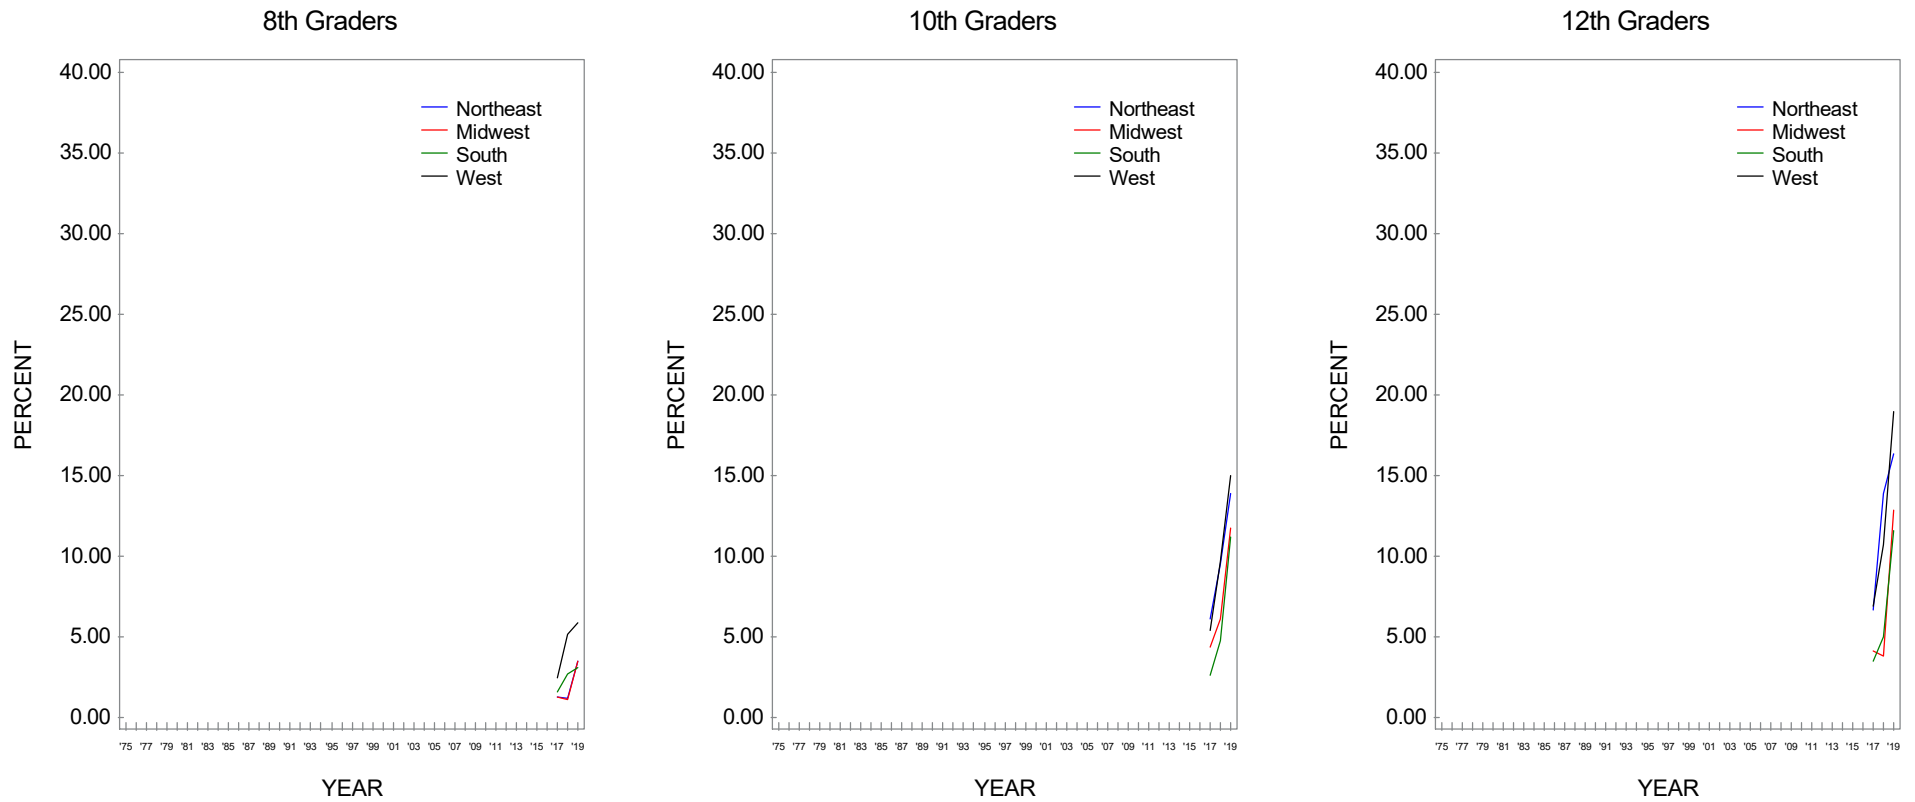 8th Graders
40.00
35.00
30.00
25.00
20.00
15.00
10.00
5.00
0.00
PERCENT
Northeast
Midwest
South
West
'75 '77 '79 '81 '83 '85 '87 '89 '91 '93 '95 '97 '99 '01 '03 '05 '07 '09 '11 '13 '15 '17 '19
YEAR
10th Graders
40.00
35.00
30.00
25.00
20.00
15.00
10.00
5.00
0.00
PERCENT
Northeast
Midwest
South
West
'75 '77 '79 '81 '83 '85 '87 '89 '91 '93 '95 '97 '99 '01 '03 '05 '07 '09 '11 '13 '15 '17 '19
YEAR
12th Graders
40.00
35.00
30.00
25.00
20.00
15.00
10.00
5.00
0.00
PERCENT
Northeast
Midwest
South
West
'75 '77 '79 '81 '83 '85 '87 '89 '91 '93 '95 '97 '99 '01 '03 '05 '07 '09 '11 '13 '15 '17 '19
YEAR